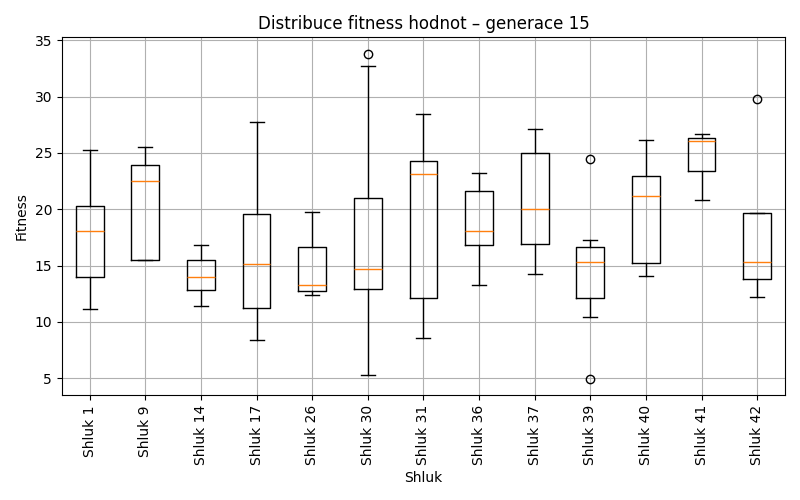 Distribuce fitness hodnot – generace 15
Fitness
35
30
25
20
15
10
5
Shluk 1
Shluk 9
Shluk 14
Shluk 17
Shluk 26
Shluk 30
Shluk 31
Shluk 36
Shluk 37
Shluk 39
Shluk 40
Shluk 41
Shluk 42
Shluk